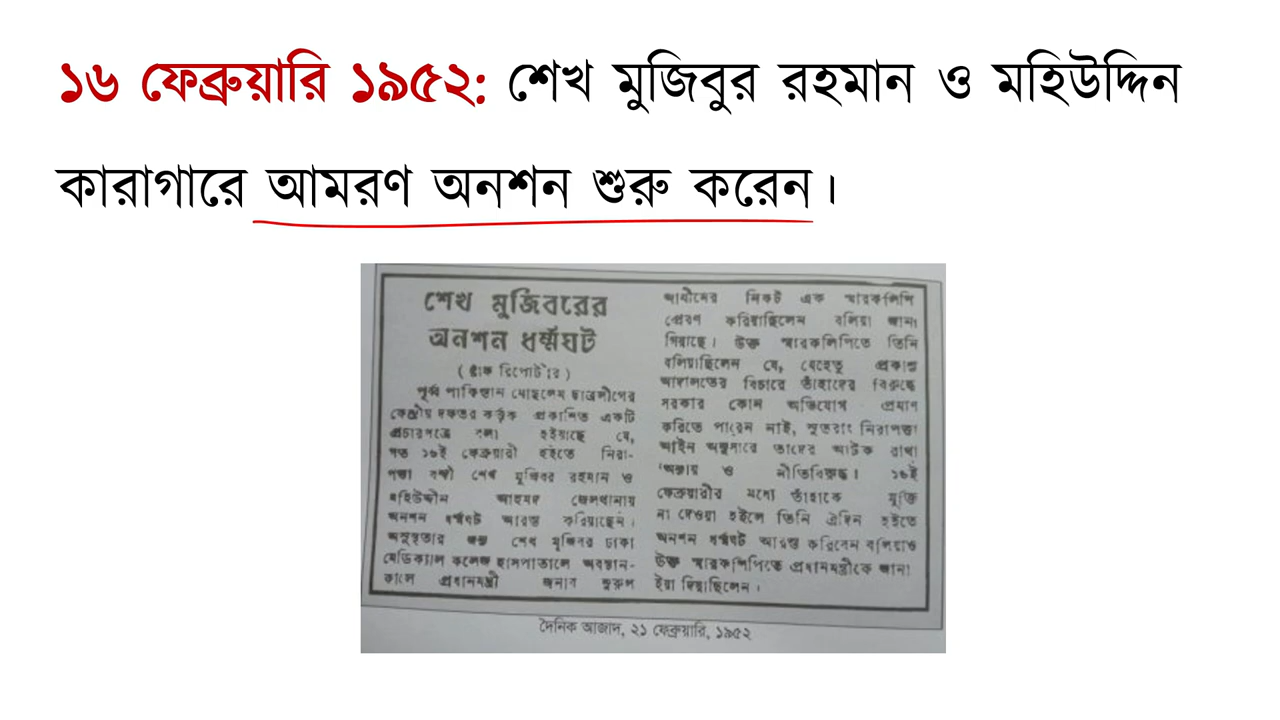 ১৬ ফেব্রুয়ারি ১৯৫২: শেখ মুজিবুর রহমান ও মহিউদ্দিন
কারাগারে আমরণ অনশন শুরু করেন।
শেখ মুজিবরের
অনশন ধর্ম্মঘট
( ষ্টাফ রিপোর্টার )
পূর্ব্ব পাকিস্তান মোছলেম ছাত্রলীগের
কেন্দ্রীয় দফতর কর্তৃক প্রকাশিত একটি
প্রচারপত্রে বলা হইয়াছে যে,
গত ১৬ই ফেব্রুয়ারী হইতে নিরা-
পত্তা বন্দী শেখ মুজিবর রহমান ও
মহিউদ্দীন আহমদ জেলখানায়
অনশন ধর্ম্মঘট আরম্ভ করিয়াছেন।
অসুস্থতার জন্য শেখ মুজিবর ঢাকা
মেডিক্যাল কলেজ হাসপাতালে অবস্থান-
কালে প্রধানমন্ত্রী জনাব নুরুল
আমীনের নিকট এক স্মারকলিপি
প্রেরণ করিয়াছিলেন বলিয়া জানা
গিয়াছে। উক্ত স্মারকলিপিতে তিনি
বলিয়াছিলেন যে, যেহেতু প্রকাশ্য
আদালতের বিচারে তাঁহাদের বিরুদ্ধে
সরকার কোন অভিযোগ প্রমাণ
করিতে পারেন নাই, সুতরাং নিরাপত্তা
আইন অনুসারে তাদের আটক রাখা
অন্যায় ও নীতিবিরুদ্ধ। ১৬ই
ফেব্রুয়ারীর মধ্যে তাঁহাকে মুক্তি
না দেওয়া হইলে তিনি ঐদিন হইতে
অনশন ধর্ম্মঘট আরম্ভ করিবেন বলিয়াও
উক্ত স্মারকলিপিতে প্রধানমন্ত্রীকে জানা
ইয়া দিয়াছিলেন।
দৈনিক আজাদ, ২১ ফেব্রুয়ারি, ১৯৫২